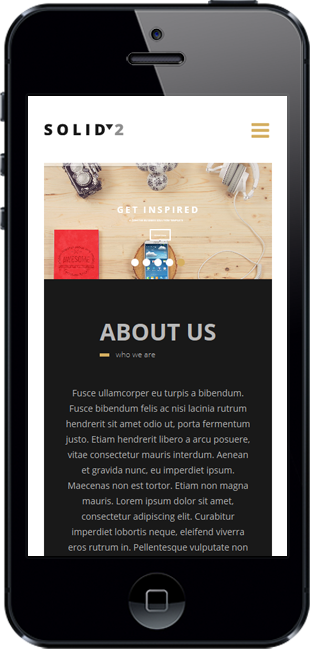 SOLID 2
GET INSPIRED
ABOUT US
who we are
Fusce ullamcorper eu turpis a bibendum.
Fusce bibendum felis ac nisi lacinia rutrum
hendrerit sit amet odio ut, porta fermentum
justo. Etiam hendrerit libero a arcu posuere,
vitae consectetur mauris interdum. Aenean
et gravida nunc, eu imperdiet ipsum.
Maecenas non est tortor. Etiam non magna
mauris. Lorem ipsum dolor sit amet,
consectetur adipiscing elit. Curabitur
imperdiet lobortis neque, eleifend viverra
eros rutrum in. Pellentesque vulputate non